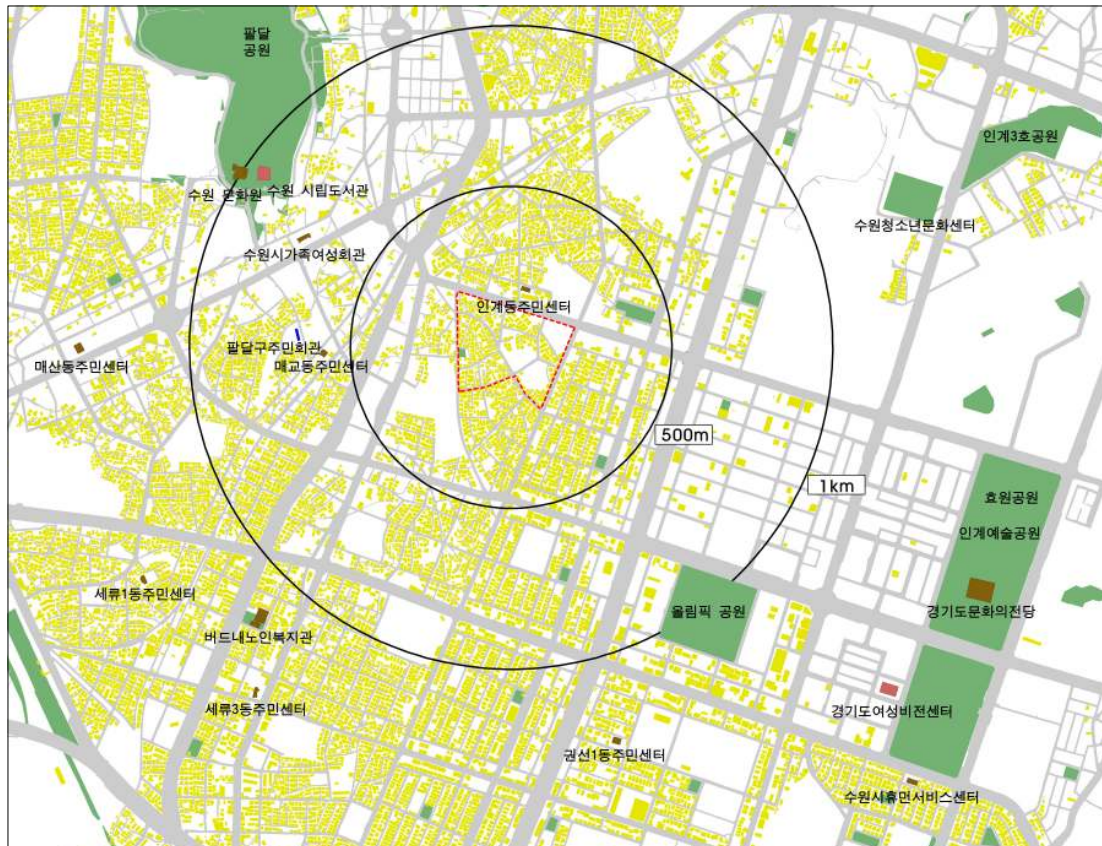 팔달
공원
인계3호공원
수원 문화원
수원 시립도서관
수원청소년문화센터
수원시가족여성회관
인계동주민센터
팔달구주민회관
매산동주민센터
매교동주민센터
500m
1km
효원공원
인계예술공원
세류1동주민센터
올림픽 공원
경기도문화의전당
버드내노인복지관
세류3동주민센터
경기도여성비전센터
권선1동주민센터
수원시휴먼서비스센터